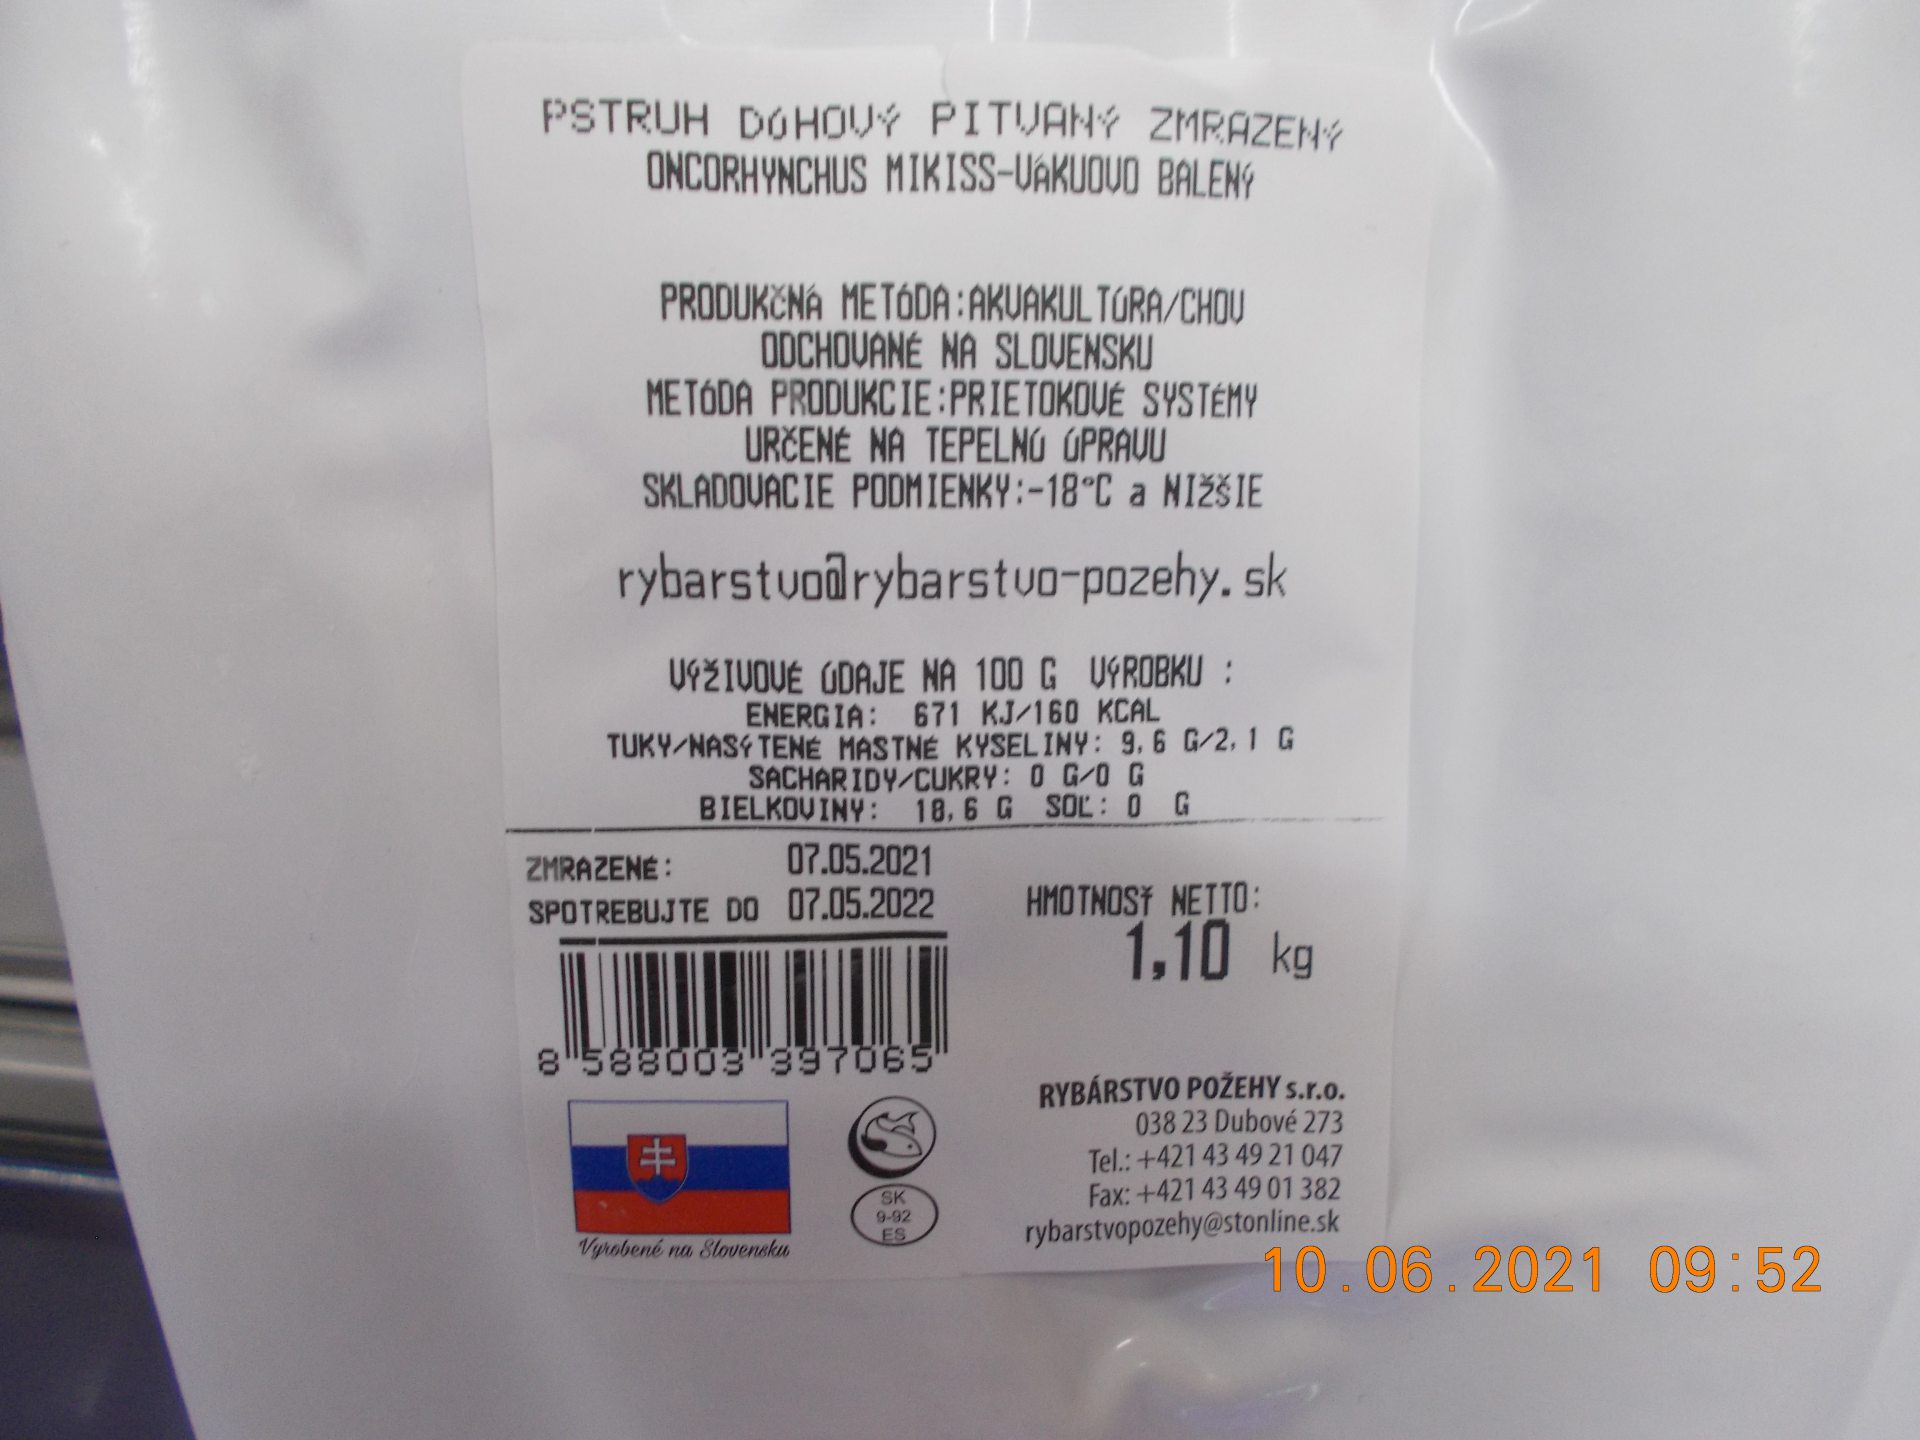 PSTRUH DÚHOVÝ PITVANÝ ZMRAZENÝ
ONCORHYNCHUS MIKISS-VÁKUOVO BALENÝ
PRODUKČNÁ METÓDA:AKVAKULTÚRA/CHOV
ODCHOVANÉ NA SLOVENSKU
METÓDA PRODUKCIE:PRIETOKOVÉ SYSTÉMY
URČENÉ NA TEPELNÚ ÚPRAVU
SKLADOVACIE PODMIENKY:-18°C a NIŽŠIE
rybarstvo@rybarstvo-pozehy.sk
VÝŽIVOVÉ ÚDAJE NA 100 G VÝROBKU :
ENERGIA: 671 KJ/160 KCAL
TUKY/NASÝTENÉ MASTNÉ KYSELINY: 9,6 G/2,1 G
SACHARIDY/CUKRY: 0 G/0 G
BIELKOVINY: 18,6 G SOĽ: 0 G
ZMRAZENÉ: 07.05.2021
SPOTREBUJTE DO 07.05.2022
HMOTNOSŤ NETTO:
1,10 kg
8 588003 397065
Vyrobené na Slovensku
SK
9-92
ES
RYBÁRSTVO POŽEHY s.r.o.
038 23 Dubové 273
Tel.: +421 43 49 21 047
Fax: +421 43 49 01 382
rybarstvopozehy@stonline.sk
10.06.2021 09:52